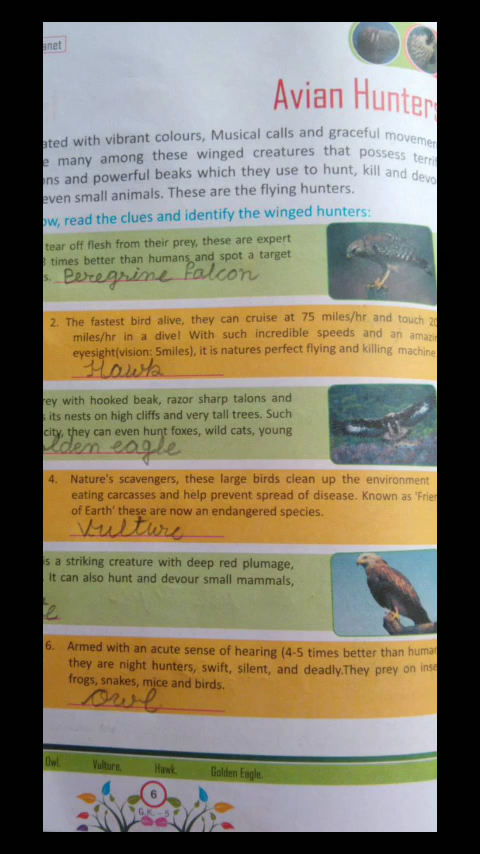 anet
Avian Hunters
ated with vibrant colours, Musical calls and graceful movemen
e many among these winged creatures that possess terrif
ons and powerful beaks which they use to hunt, kill and devo
even small animals. These are the flying hunters.
ow, read the clues and identify the winged hunters:
tear off flesh from their prey, these are expert
8 times better than humans and spot a target
s. Peregrine falcon
2. The fastest bird alive, they can cruise at 75 miles/hr and touch 20
miles/hr in a dive! With such incredible speeds and an amazin
eyesight(vision: 5miles), it is natures perfect flying and killing machine
Hawk
rey with hooked beak, razor sharp talons and
its nests on high cliffs and very tall trees. Such
city, they can even hunt foxes, wild cats, young
lden eagle
4. Nature's scavengers, these large birds clean up the environment
eating carcasses and help prevent spread of disease. Known as 'Frien
of Earth' these are now an endangered species.
Vulture
is a striking creature with deep red plumage,
. It can also hunt and devour small mammals,
te
6. Armed with an acute sense of hearing (4-5 times better than human
they are night hunters, swift, silent, and deadly.They prey on inse
frogs, snakes, mice and birds.
Owl
Owl, Vulture, Hawk, Golden Eagle.
6
G.K. – 5